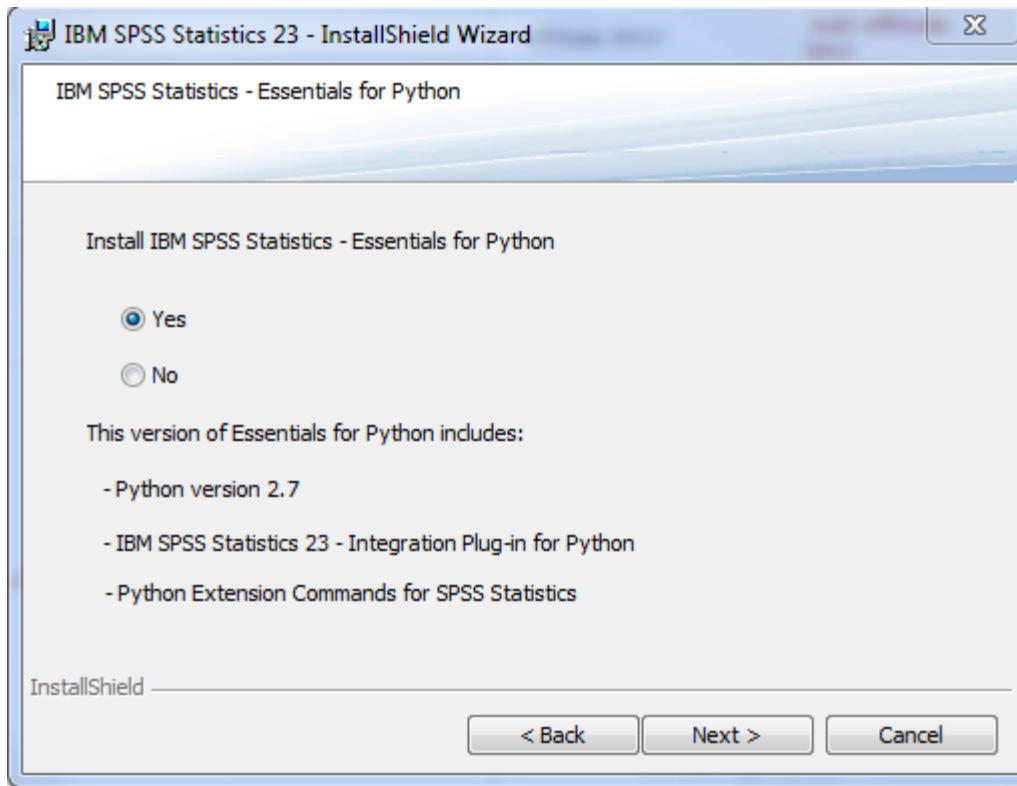 IBM SPSS Statistics 23 - InstallShield Wizard
IBM SPSS Statistics - Essentials for Python
Install IBM SPSS Statistics - Essentials for Python
Yes
No
This version of Essentials for Python includes:
- Python version 2.7
- IBM SPSS Statistics 23 - Integration Plug-in for Python
- Python Extension Commands for SPSS Statistics
InstallShield
< Back
Next >
Cancel